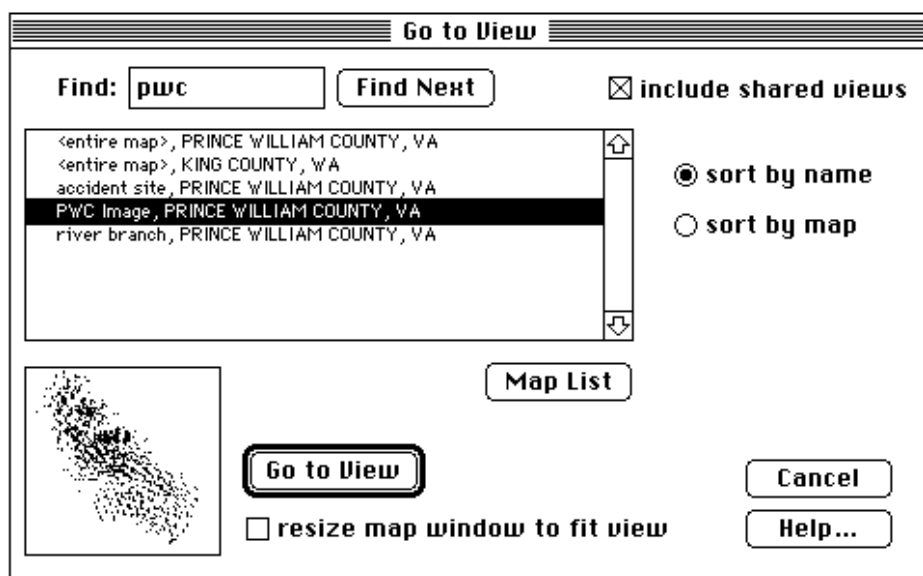 Go to View
Find: pwc Find Next include shared views
<entire map>, PRINCE WILLIAM COUNTY, VA
<entire map>, KING COUNTY, WA
accident site, PRINCE WILLIAM COUNTY, VA
PWC Image, PRINCE WILLIAM COUNTY, VA
river branch, PRINCE WILLIAM COUNTY, VA
sort by name
sort by map
Map List
Go to View
Cancel
resize map window to fit view
Help...